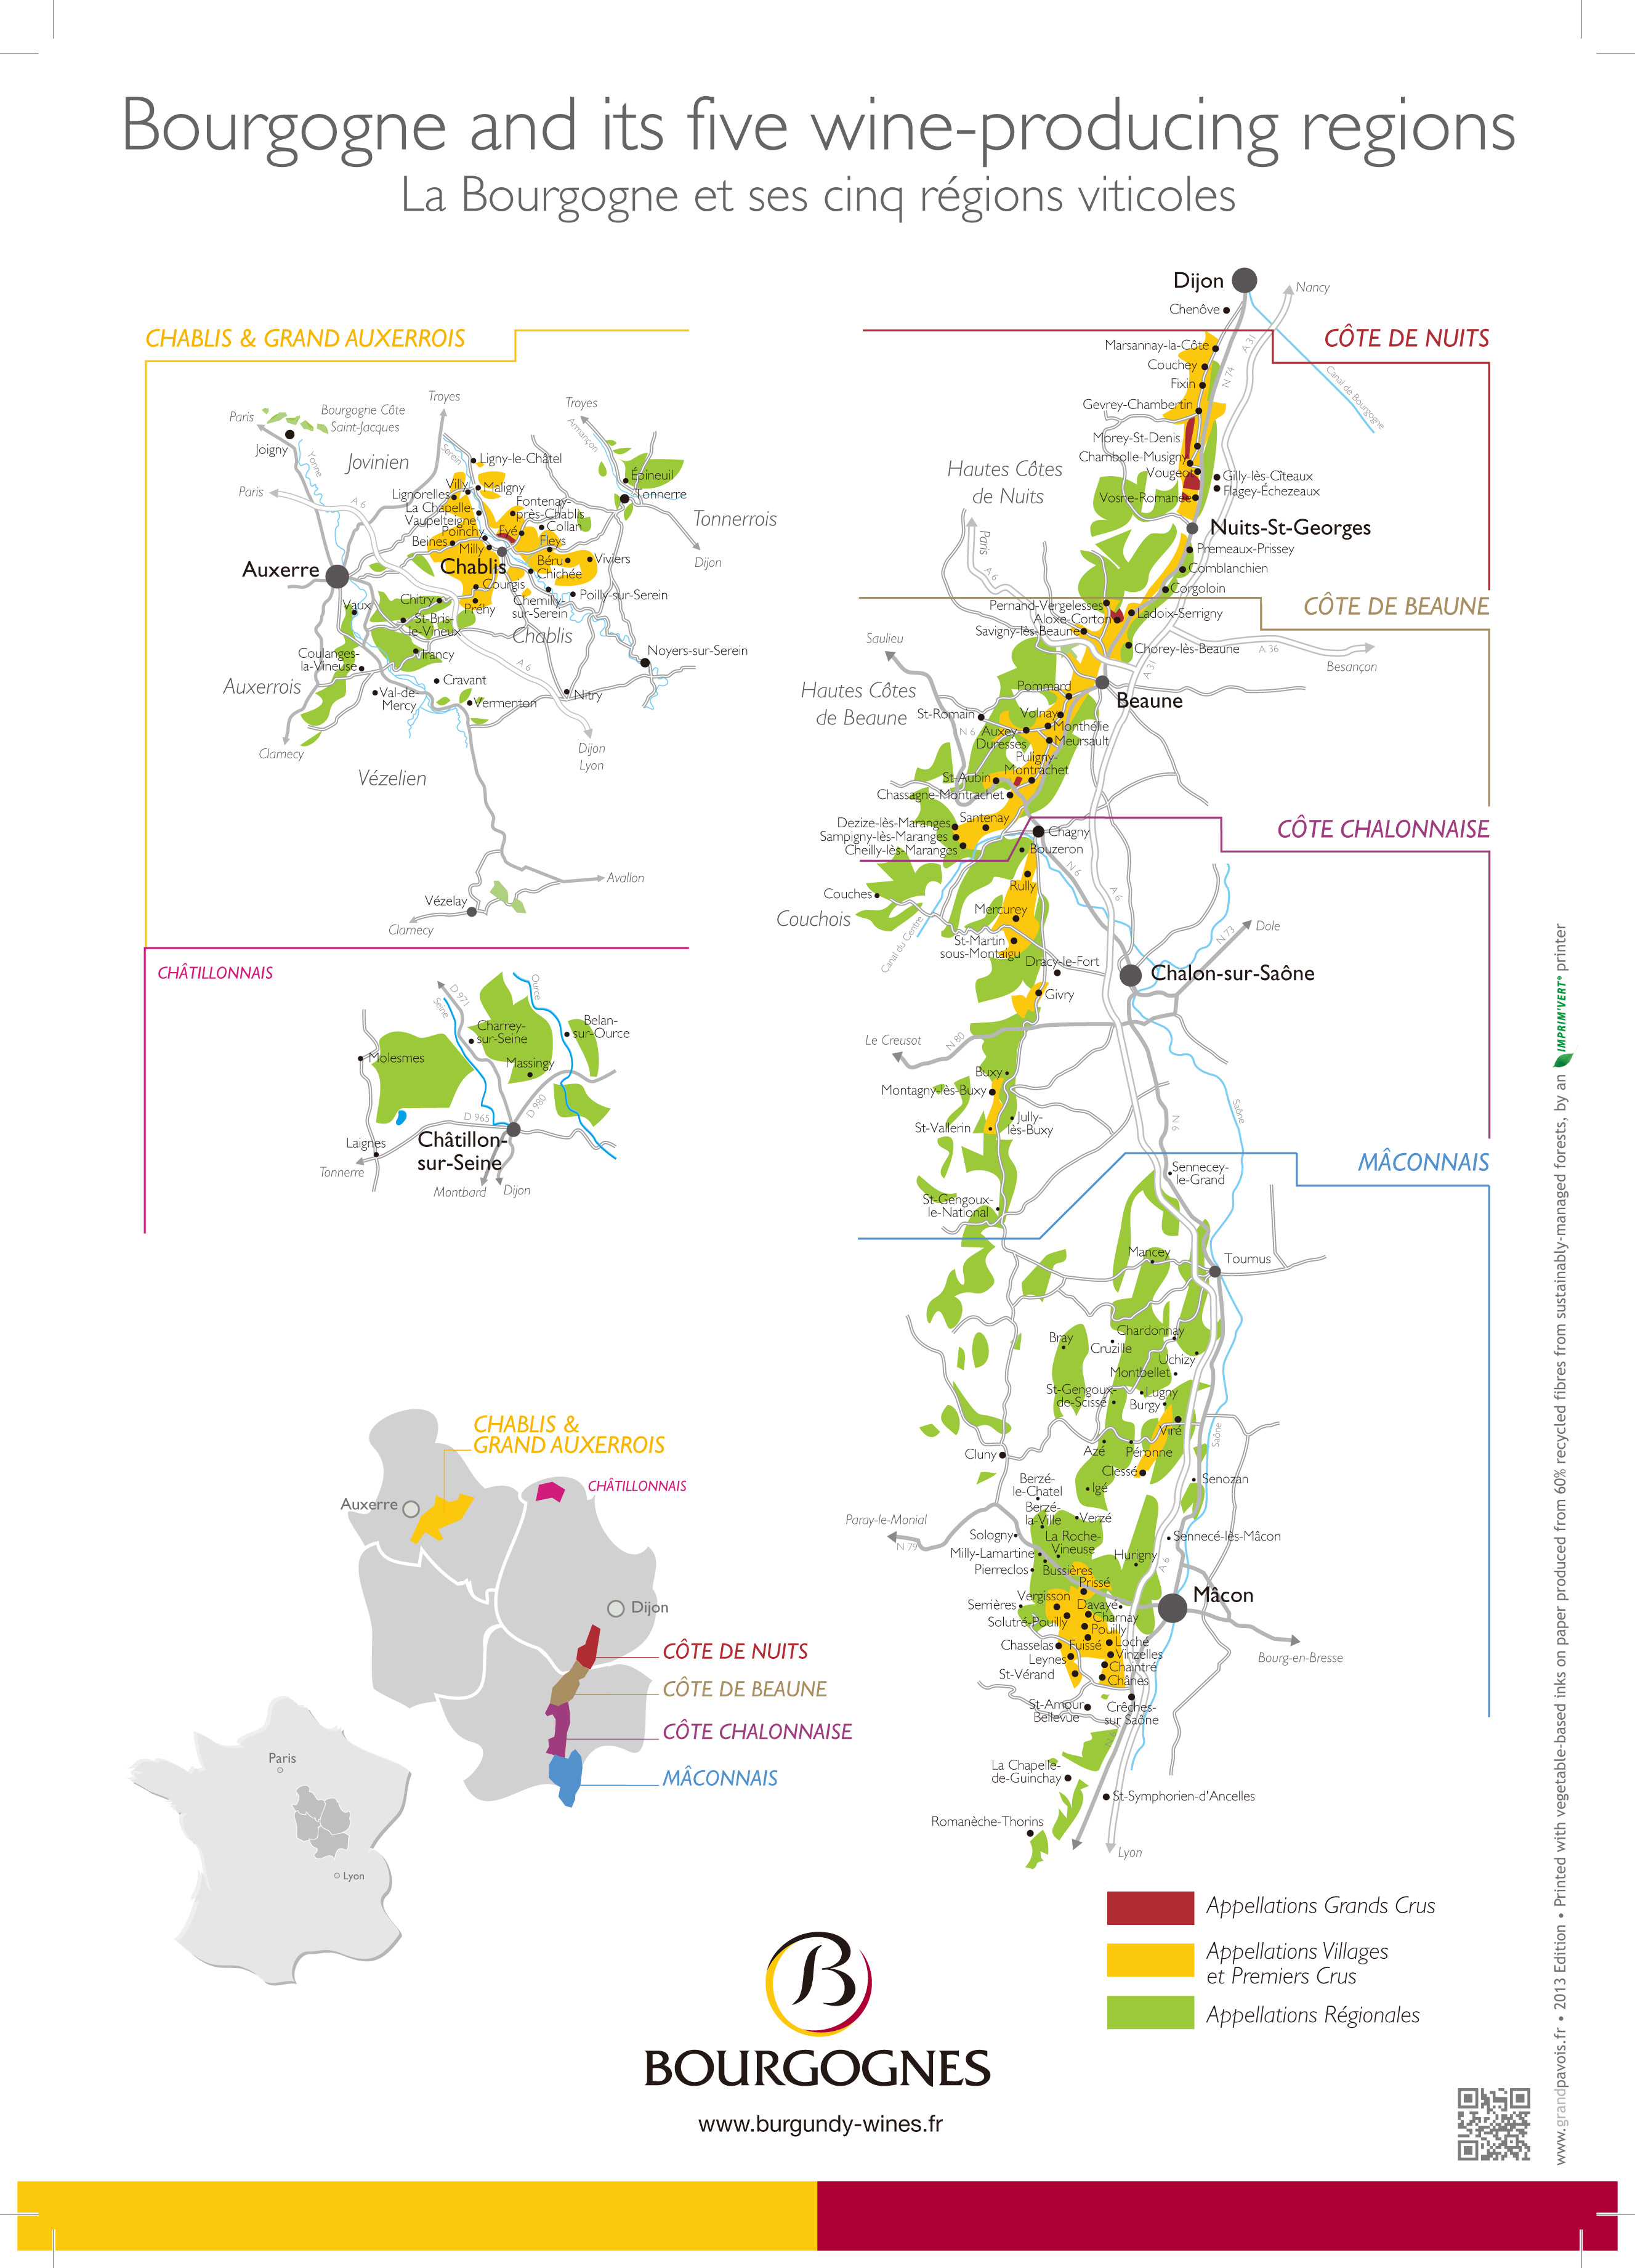 Bourgogne and its five wine-producing regions
La Bourgogne et ses cinq régions viticoles
CHABLIS & GRAND AUXERROIS
Troyes
Troyes
Paris
Bourgogne Côte
Saint-Jacques
Joigny
Jovinien
Yonne
Serein
Armançon
Ligny-le-Châtel
Paris
A 6
Villy
Maligny
Épineuil
Tonnerre
Lignorelles
La Chapelle-
Vaupelteigne
Fontenay-
près-Chablis
Collan
Tonnerrois
Poinchy
Fyé
Beines
Milly
Fleys
Béru
Viviers
Dijon
Auxerre
Chablis
Chichée
Courgis
Poilly-sur-Serein
Vaux
Chitry
Préhy
Chemilly-
sur-Serein
St-Bris-
le-Vineux
Chablis
Coulanges-
la-Vineuse
Irancy
A 6
Noyers-sur-Serein
Auxerrois
Cravant
Val-de-
Mercy
Vermenton
Nitry
Clamecy
Dijon
Lyon
Vézelien
Avallon
Vézelay
Clamecy
CHÂTILLONNAIS
D 971
Seine
Ource
Charrey-
sur-Seine
Belan-
sur-Ource
Molesmes
Massingy
D 965
D 980
Laignes
Châtillon-
sur-Seine
Tonnerre
Montbard
Dijon
Dijon
Nancy
Chenôve
CÔTE DE NUITS
Marsannay-la-Côte
A 31
Couchey
N 74
Canal de Bourgogne
Fixin
Gevrey-Chambertin
Morey-St-Denis
Chambolle-Musigny
Hautes Côtes
de Nuits
Vougeot
Gilly-lès-Cîteaux
Flagey-Échezeaux
Vosne-Romanée
Nuits-St-Georges
Paris
A 6
Premeaux-Prissey
Comblanchien
Corgoloin
CÔTE DE BEAUNE
Pernand-Vergelesses
Aloxe-Corton
Ladoix-Serrigny
Savigny-lès-Beaune
Saulieu
Chorey-lès-Beaune
A 36
Besançon
A 31
Hautes Côtes
de Beaune
Pommard
Beaune
St-Romain
Volnay
N 6
Auxey-
Duresses
Monthélie
Meursault
Puligny-
Montrachet
St-Aubin
Chassagne-Montrachet
Dezize-lès-Maranges
Santenay
Sampigny-lès-Maranges
Cheilly-lès-Maranges
CÔTE CHALONNAISE
Chagny
Bouzeron
N 6
A 6
Rully
Couches
Couchois
Mercurey
Canal du Centre
St-Martin
sous-Montaigu
N 73
Dole
Dracy-le-Fort
Chalon-sur-Saône
Givry
Le Creusot
N 80
Buxy
Montagny-lès-Buxy
Jully-
lès-Buxy
St-Vallerin
N 6
Saône
MÂCONNAIS
Sennecey-
le-Grand
St-Gengoux-
le-National
Mancey
Tournus
Bray
Chardonnay
Cruzille
Uchizy
Montbellet
St-Gengoux-
de-Scissé
Lugny
Burgy
Viré
Saône
Cluny
Azé
Péronne
Clessé
Senozan
Berzé-
le-Chatel
Igé
Berzé-
la-Ville
Verzé
Paray-le-Monial
N 79
Sologny
La Roche-
Vineuse
Sennecé-lès-Mâcon
Milly-Lamartine
Hurigny
A 6
Pierreclos
Bussières
Prissé
Mâcon
Vergisson
Serrières
Davayé
Solutré-Pouilly
Charnay
Pouilly
Chasselas
Fuissé
Loché
Leynes
Vinzelles
Chaintré
St-Vérand
Chânes
Bourg-en-Bresse
St-Amour
Bellevue
Crêches-
sur Saône
La Chapelle-
de-Guinchay
St-Symphorien-d'Ancelles
Romanèche-Thorins
Lyon
CHABLIS &
GRAND AUXERROIS
CHÂTILLONNAIS
Auxerre
Dijon
CÔTE DE NUITS
CÔTE DE BEAUNE
CÔTE CHALONNAISE
MÂCONNAIS
Paris
Lyon
Appellations Grands Crus
Appellations Villages
et Premiers Crus
Appellations Régionales
B
BOURGOGNES
www.burgundy-wines.fr
www.grandpavois.fr • 2013 Edition • Printed with vegetable-based inks on paper produced from 60% recycled fibres from sustainably-managed forests, by an IMPRIM'VERT® printer